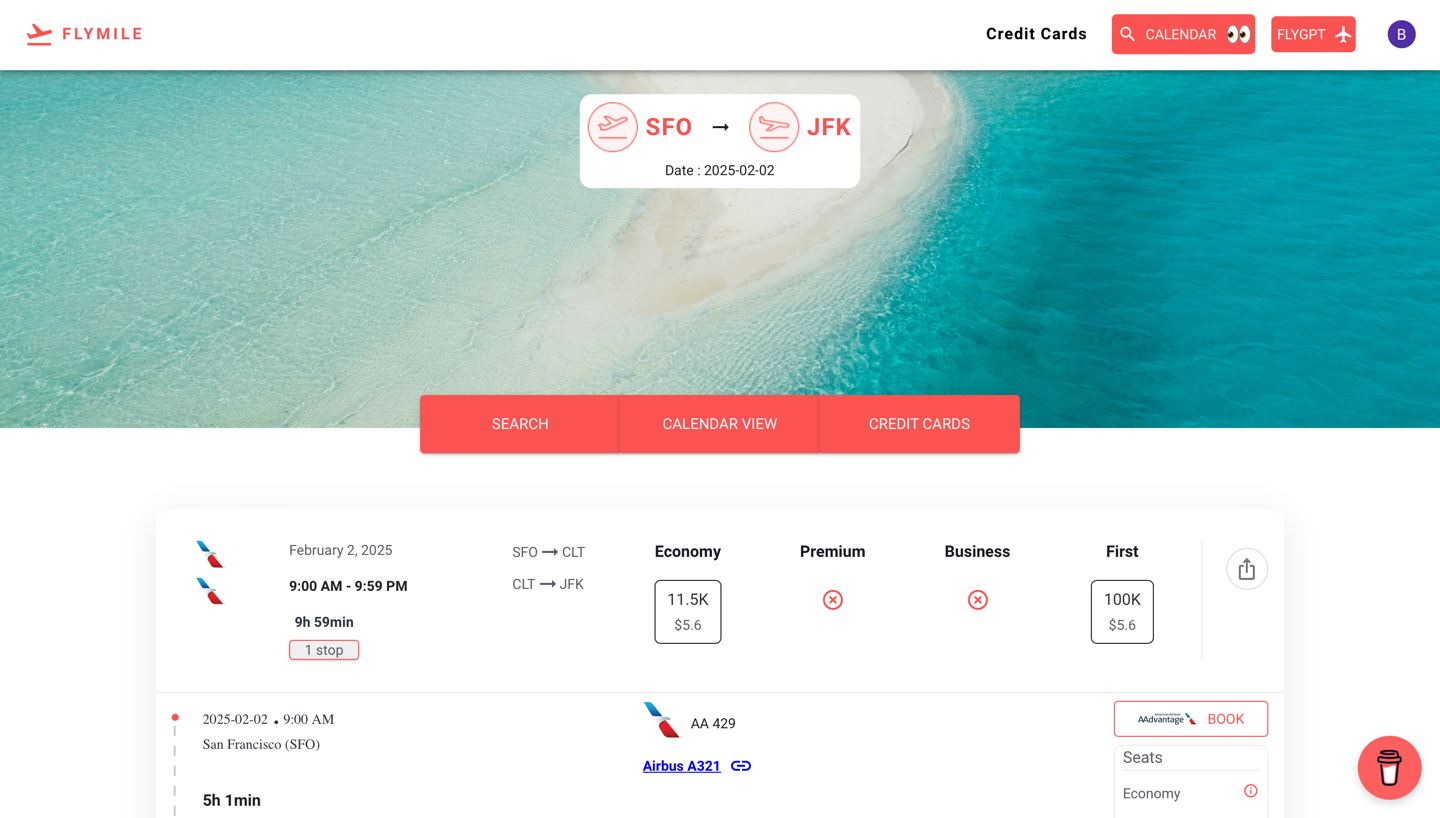 FLYMILE
Credit Cards
CALENDAR
FLYGPT
B
SFO → JFK
Date : 2025-02-02
SEARCH
CALENDAR VIEW
CREDIT CARDS
February 2, 2025
9:00 AM - 9:59 PM
9h 59min
1 stop
SFO → CLT
CLT → JFK
Economy
11.5K
$5.6
Premium
Business
First
100K
$5.6
2025-02-02 • 9:00 AM
San Francisco (SFO)
5h 1min
AA 429
Airbus A321
American Airlines
AAdvantage
BOOK
Seats
Economy